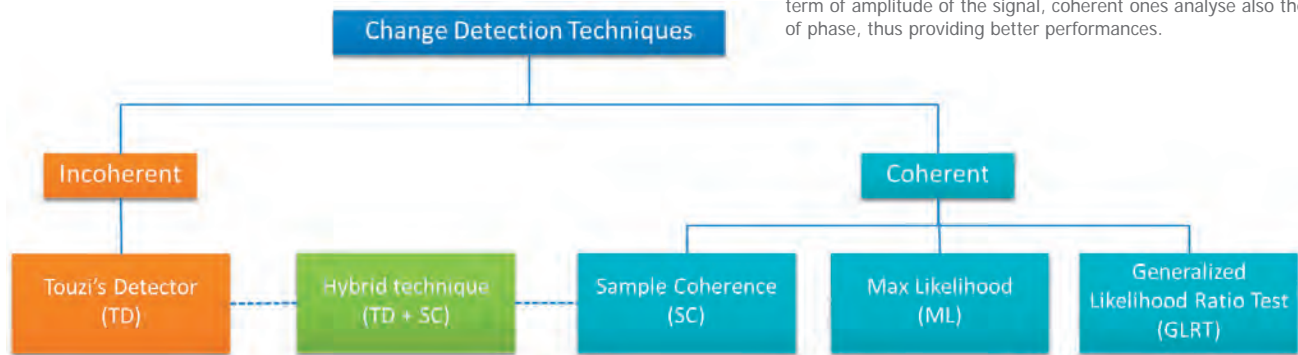 term of amplitude of the signal, coherent ones analyse also the
of phase, thus providing better performances.
Change Detection Techniques
Incoherent
Coherent
Touzi's Detector
(TD)
Hybrid technique
(TD + SC)
Sample Coherence
(SC)
Max Likelihood
(ML)
Generalized
Likelihood Ratio Test
(GLRT)